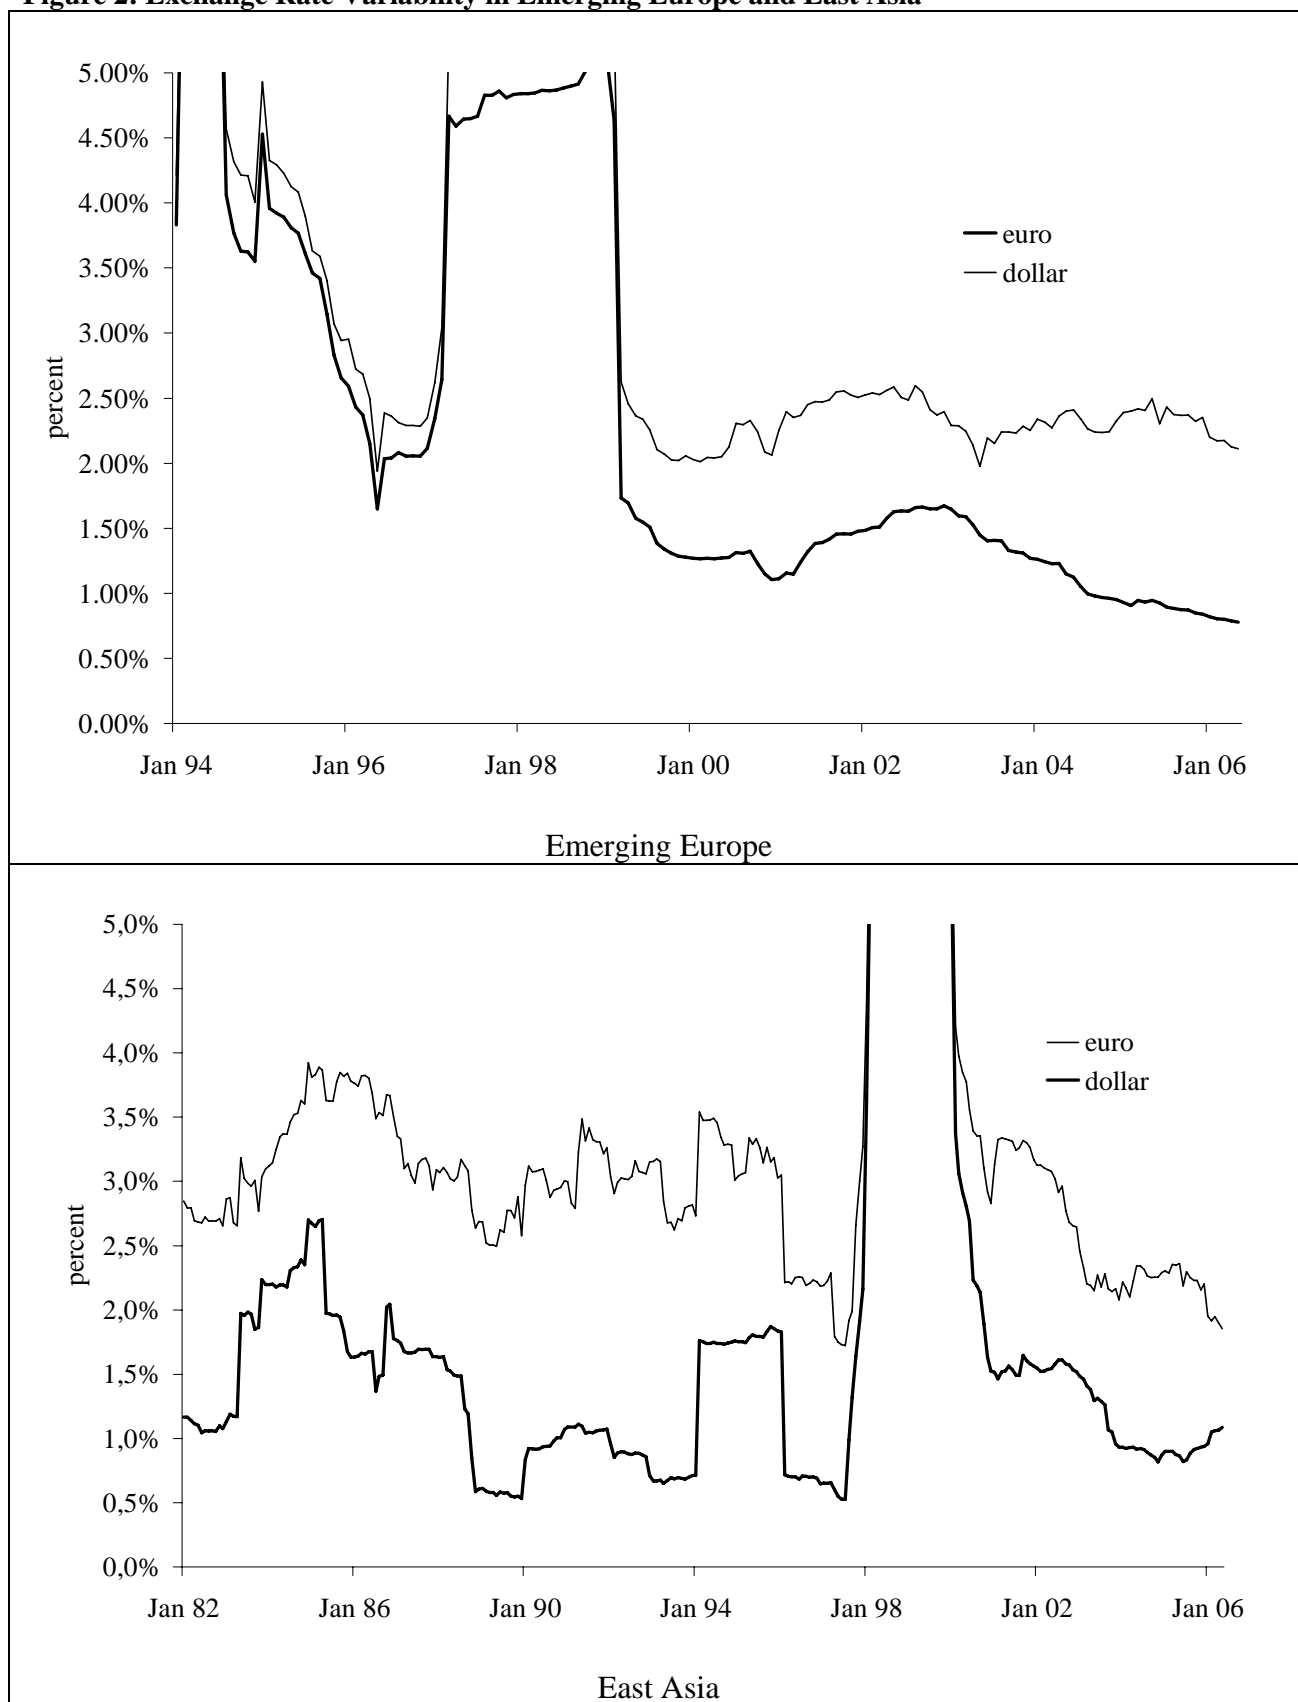 Figure 2: Exchange Rate Variability in Emerging Europe and East Asia
5.00%
4.50%
4.00%
3.50%
3.00%
2.50%
2.00%
1.50%
1.00%
0.50%
0.00%
percent
euro
dollar
Jan 94 Jan 96 Jan 98 Jan 00 Jan 02 Jan 04 Jan 06
Emerging Europe
5,0%
4,5%
4,0%
3,5%
3,0%
2,5%
2,0%
1,5%
1,0%
0,5%
0,0%
percent
euro
dollar
Jan 82 Jan 86 Jan 90 Jan 94 Jan 98 Jan 02 Jan 06
East Asia